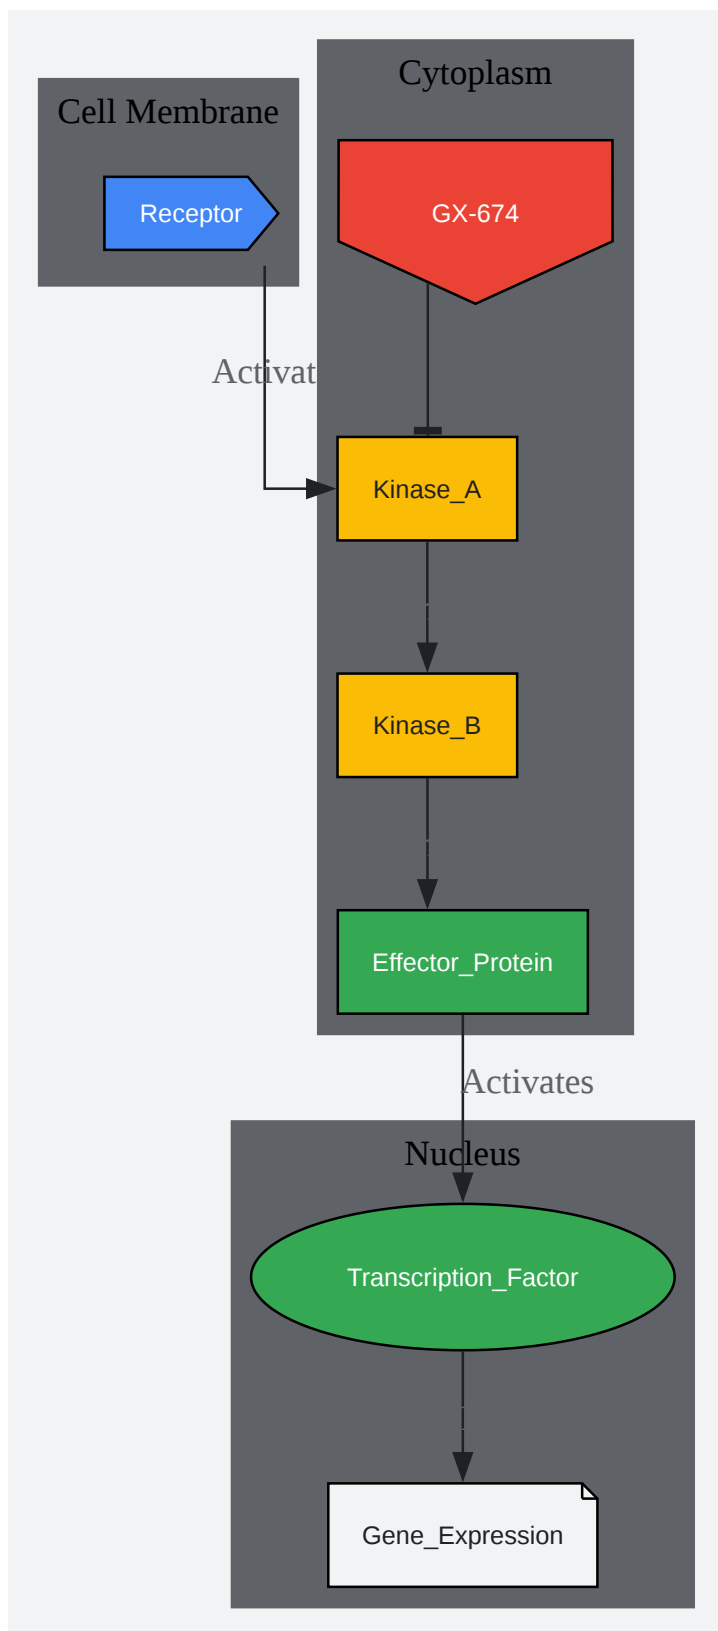 Cytoplasm
Cell Membrane
Receptor
GX-674
Activat
Kinase_A
Kinase_B
Effector_Protein
Activates
Nucleus
Transcription_Factor
Gene_Expression